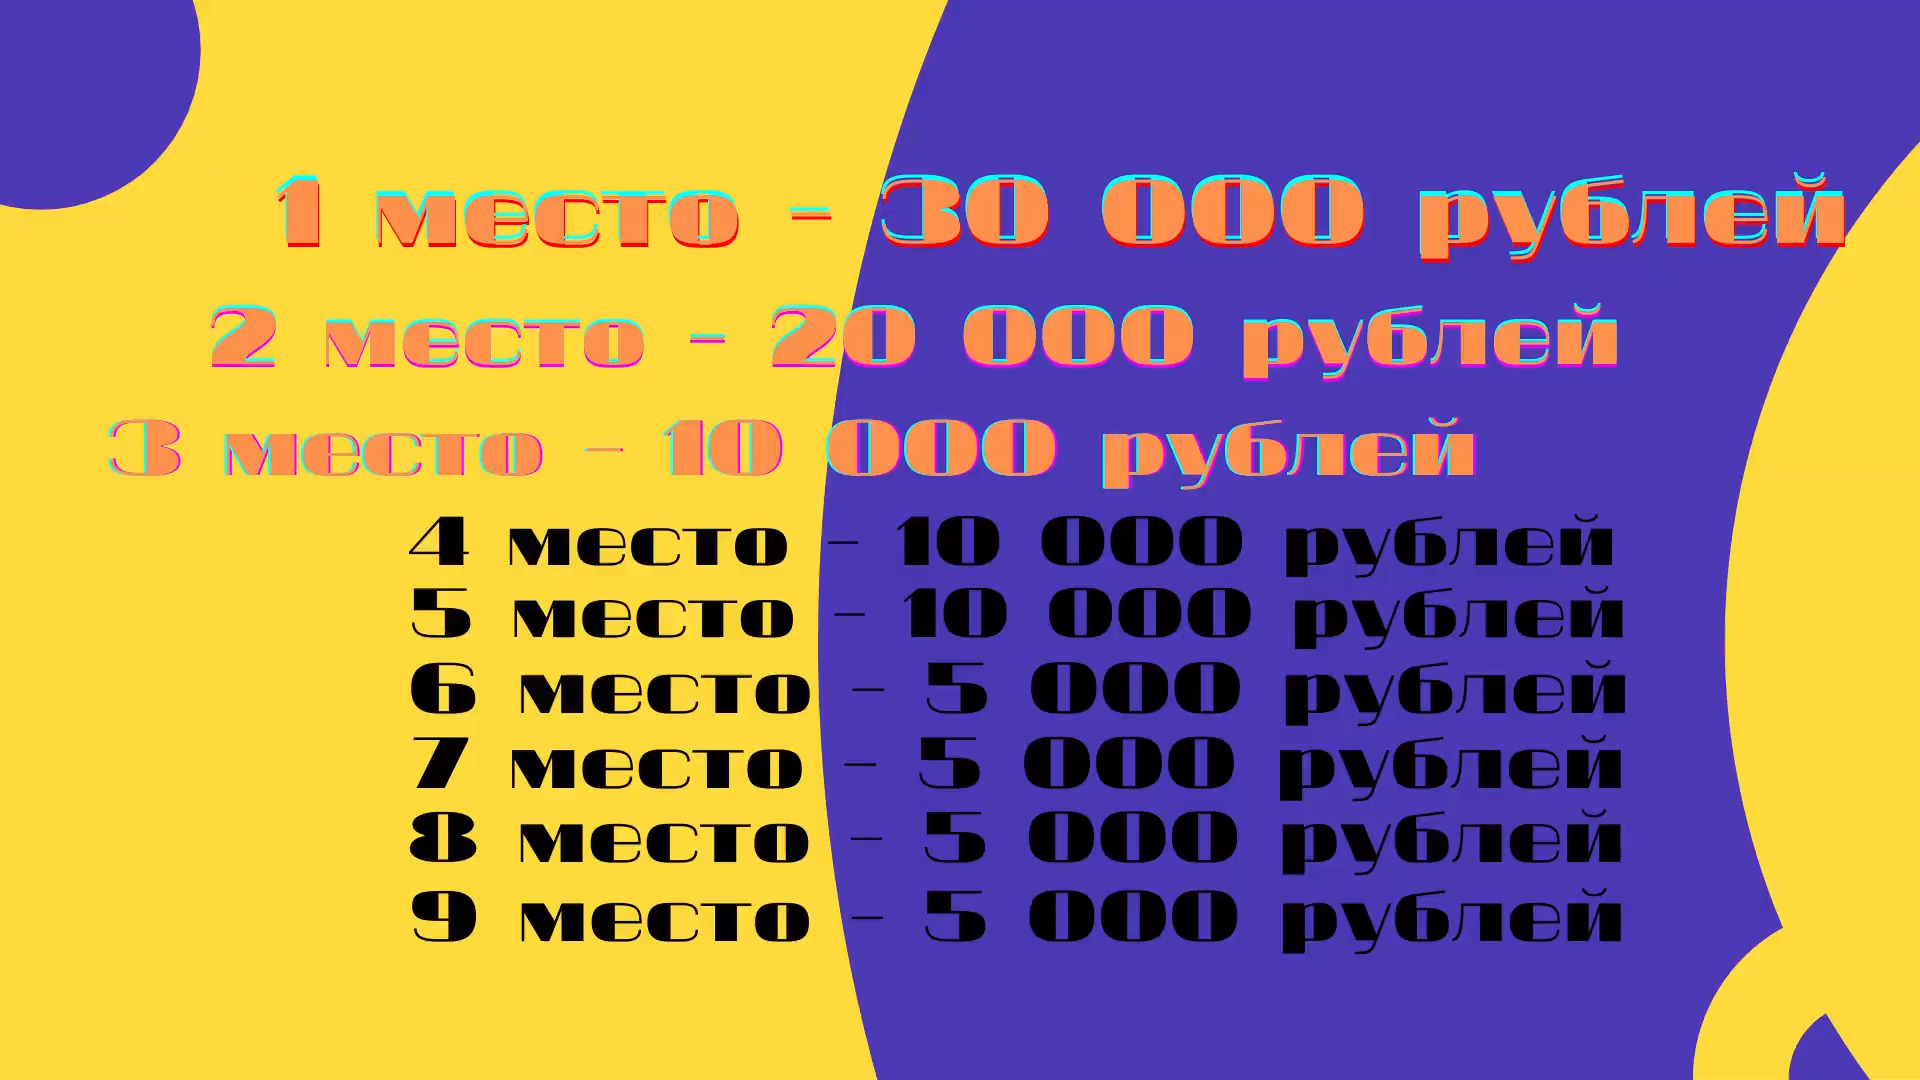 1 место - 30 000 рублей
2 место - 20 000 рублей
3 место - 10 000 рублей
4 место - 10 000 рублей
5 место - 10 000 рублей
6 место - 5 000 рублей
7 место - 5 000 рублей
8 место - 5 000 рублей
9 место - 5 000 рублей